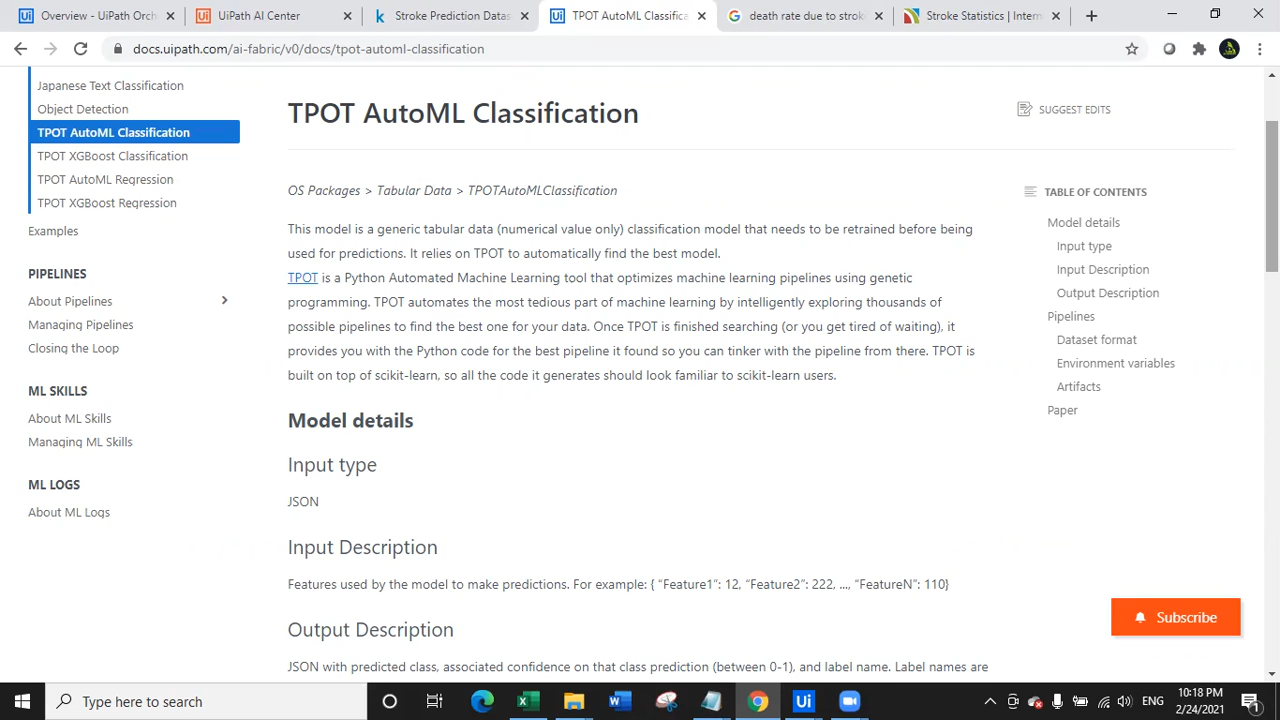 Overview - UiPath Orch
UiPath AI Center
Stroke Prediction Datas
TPOT AutoML Classifica
death rate due to strok
Stroke Statistics | Intern
docs.uipath.com/ai-fabric/v0/docs/tpot-automl-classification
Japanese Text Classification
Object Detection
TPOT AutoML Classification
TPOT XGBoost Classification
TPOT AutoML Regression
TPOT XGBoost Regression
Examples
PIPELINES
About Pipelines
Managing Pipelines
Closing the Loop
ML SKILLS
About ML Skills
Managing ML Skills
ML LOGS
About ML Logs
TPOT AutoML Classification
SUGGEST EDITS
OS Packages > Tabular Data > TPOTAutoMLClassification
This model is a generic tabular data (numerical value only) classification model that needs to be retrained before being
used for predictions. It relies on TPOT to automatically find the best model.
TPOT is a Python Automated Machine Learning tool that optimizes machine learning pipelines using genetic
programming. TPOT automates the most tedious part of machine learning by intelligently exploring thousands of
possible pipelines to find the best one for your data. Once TPOT is finished searching (or you get tired of waiting), it
provides you with the Python code for the best pipeline it found so you can tinker with the pipeline from there. TPOT is
built on top of scikit-learn, so all the code it generates should look familiar to scikit-learn users.
Model details
Input type
JSON
Input Description
Features used by the model to make predictions. For example: { “Feature1”: 12, “Feature2”: 222, ..., “FeatureN”: 110}
Output Description
JSON with predicted class, associated confidence on that class prediction (between 0-1), and label name. Label names are
TABLE OF CONTENTS
Model details
Input type
Input Description
Output Description
Pipelines
Dataset format
Environment variables
Artifacts
Paper
Subscribe
Type here to search
ENG
10:18 PM
2/24/2021